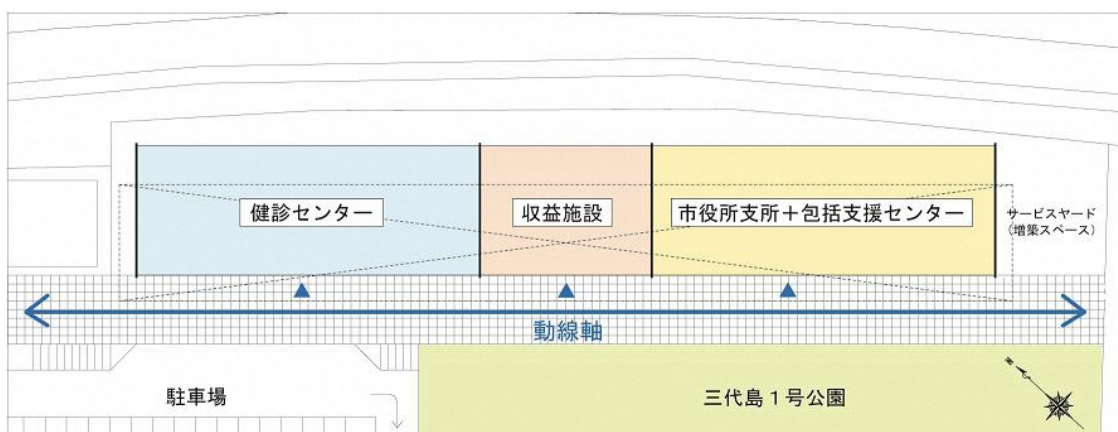 健診センター
収益施設
市役所支所＋包括支援センター
サービスヤード
（増築スペース）
動線軸
駐車場
三代島１号公園